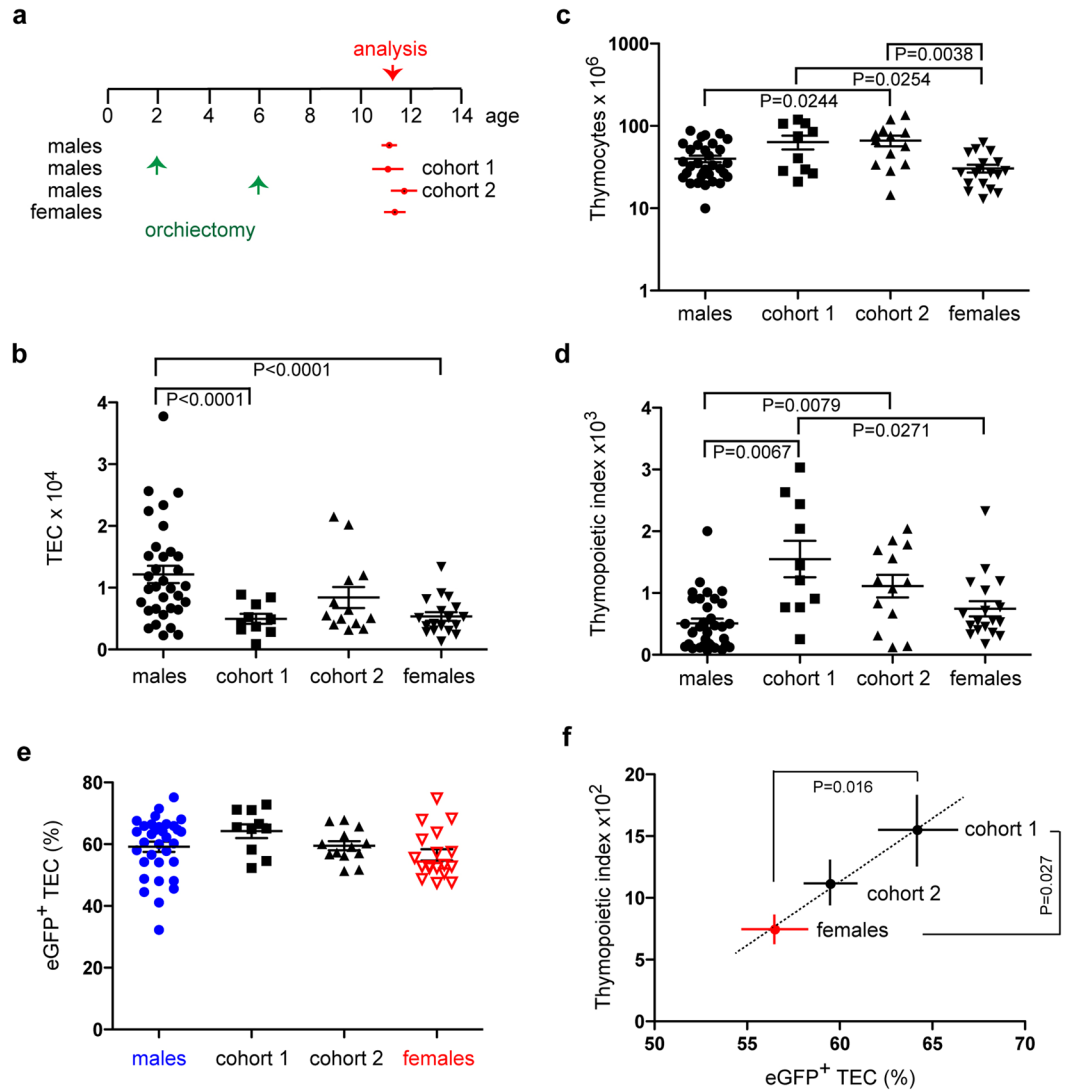 a
analysis
0 2 4 6 8 10 12 14 age
males
males cohort 1
males cohort 2
females
orchiectomy
b
P<0.0001
P<0.0001
TEC x 10⁴
4
3
2
1
0
males cohort 1 cohort 2 females
c
P=0.0038
P=0.0254
P=0.0244
Thymocytes x 10⁶
1000
100
10
1
males cohort 1 cohort 2 females
d
P=0.0079
P=0.0271
P=0.0067
Thymopoietic index x10³
4
3
2
1
0
males cohort 1 cohort 2 females
e
eGFP⁺ TEC (%)
80
60
40
20
0
males cohort 1 cohort 2 females
f
P=0.016
P=0.027
cohort 1
cohort 2
females
Thymopoietic index x10²
20
15
10
5
0
50 55 60 65 70
eGFP⁺ TEC (%)